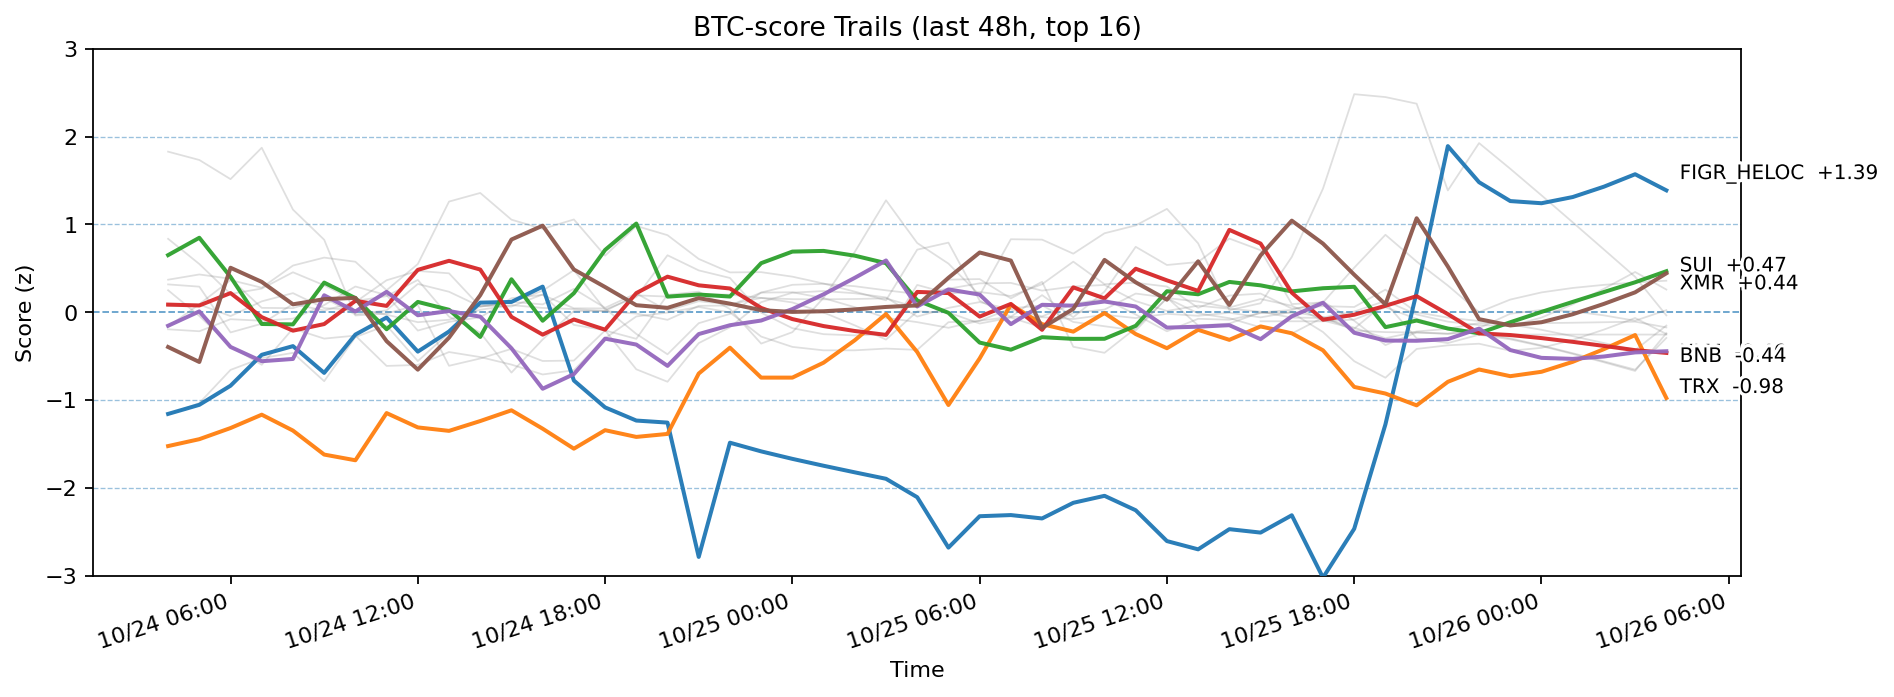 BTC-score Trails (last 48h, top 16)
Score (z)
3
2
1
0
−1
−2
−3
FIGR_HELOC +1.39
SUI +0.47
XMR +0.44
BNB -0.44
TRX -0.98
10/24 06:00
10/24 12:00
10/24 18:00
10/25 00:00
10/25 06:00
10/25 12:00
10/25 18:00
10/26 00:00
10/26 06:00
Time